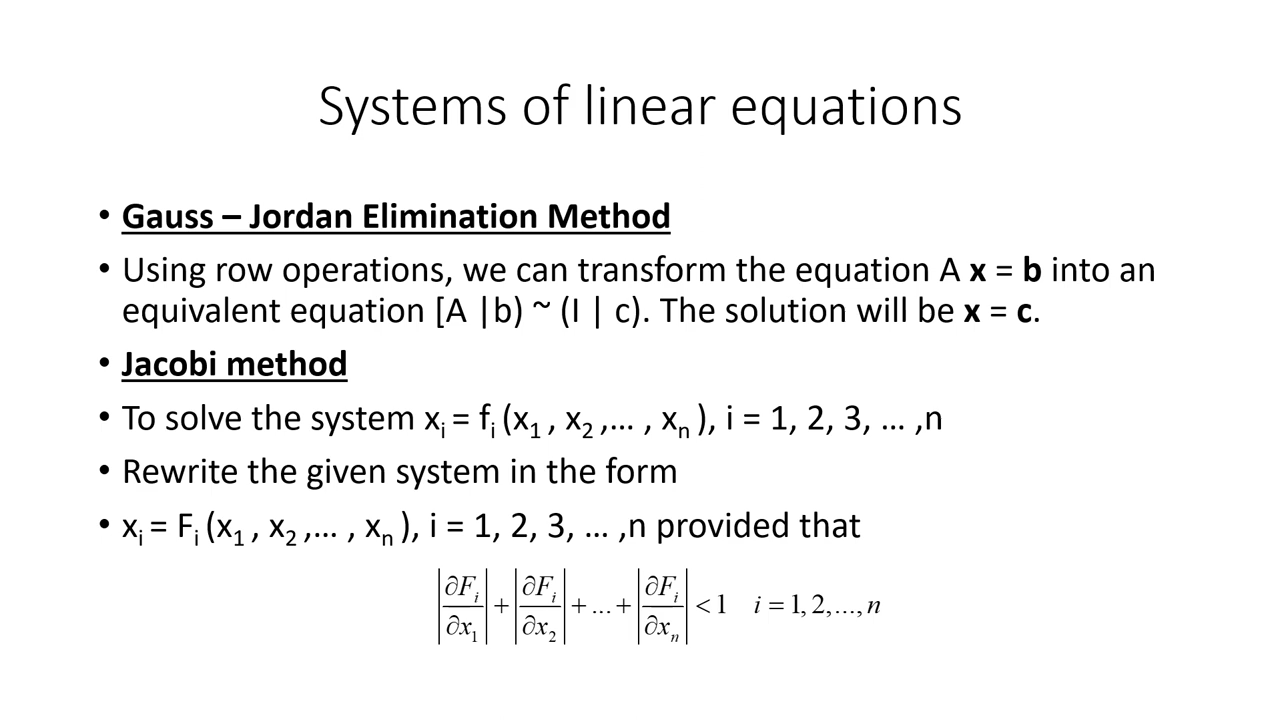 Systems of linear equations
• Gauss – Jordan Elimination Method
• Using row operations, we can transform the equation A x = b into an
equivalent equation [A |b) ~ (I | c). The solution will be x = c.
• Jacobi method
• To solve the system xᵢ = fᵢ (x₁ , x₂ ,… , xₙ ), i = 1, 2, 3, … ,n
• Rewrite the given system in the form
• xᵢ = Fᵢ (x₁ , x₂ ,… , xₙ ), i = 1, 2, 3, … ,n provided that
|∂Fᵢ/∂x₁| + |∂Fᵢ/∂x₂| + ... + |∂Fᵢ/∂xₙ| < 1 i = 1, 2,..., n